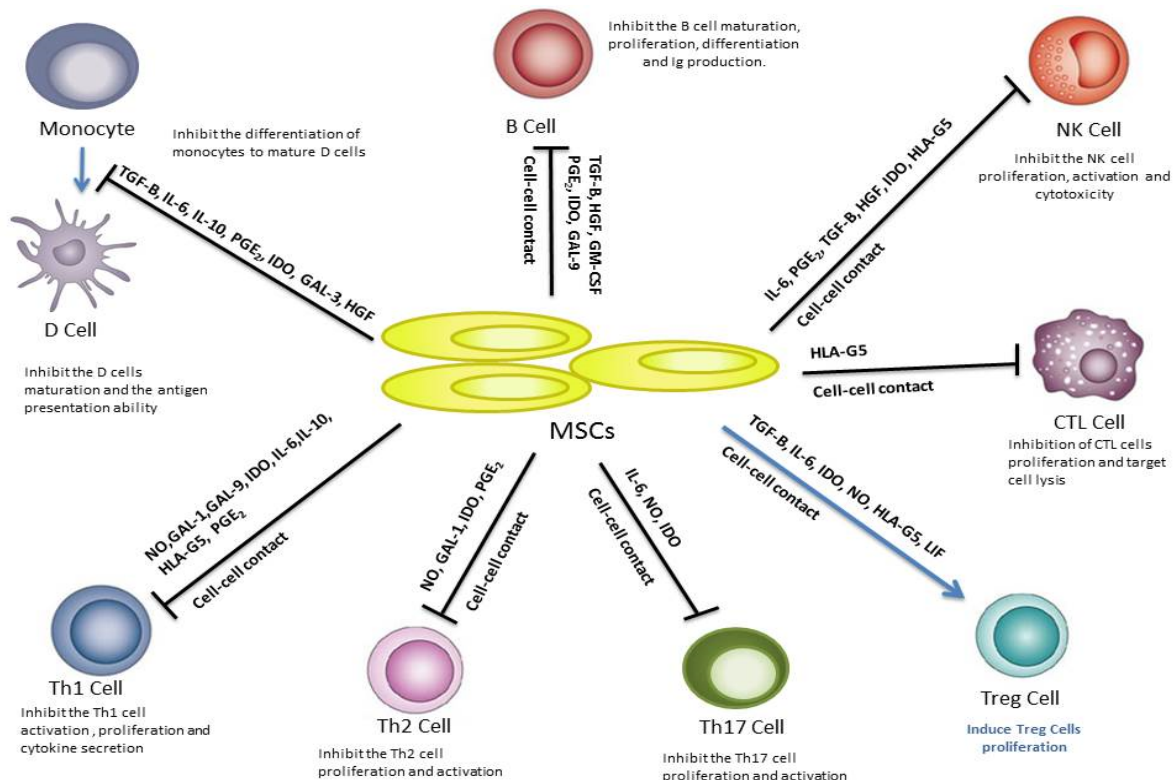 Monocyte
Inhibit the differentiation of
monocytes to mature D cells
TGF-B, IL-6, IL-10, PGE₂, IDO, GAL-3, HGF
D Cell
Inhibit the D cells
maturation and the antigen
presentation ability
Inhibit the B cell maturation,
proliferation, differentiation
and Ig production.
B Cell
TGF-B, HGF, GM-CSF
PGE₂, IDO, GAL-9
Cell-cell contact
NK Cell
Inhibit the NK cell
proliferation, activation and
cytotoxicity
IL-6, PGE₂, TGF-B, HGF, IDO, HLA-G5
Cell-cell contact
HLA-G5
Cell-cell contact
CTL Cell
Inhibition of CTL cells
proliferation and target
cell lysis
MSCs
NO,GAL-1,GAL-9, IDO, IL-6,IL-10,
HLA-G5, PGE₂
Cell-cell contact
Th1 Cell
Inhibit the Th1 cell
activation , proliferation and
cytokine secretion
NO, GAL-1, IDO, PGE₂
Cell-cell contact
Th2 Cell
Inhibit the Th2 cell
proliferation and activation
IL-6, NO, IDO
Cell-cell contact
Th17 Cell
Inhibit the Th17 cell
proliferation and activation
TGF-B, IL-6, IDO, NO, HLA-G5, LIF
Cell-cell contact
Treg Cell
Induce Treg Cells
proliferation